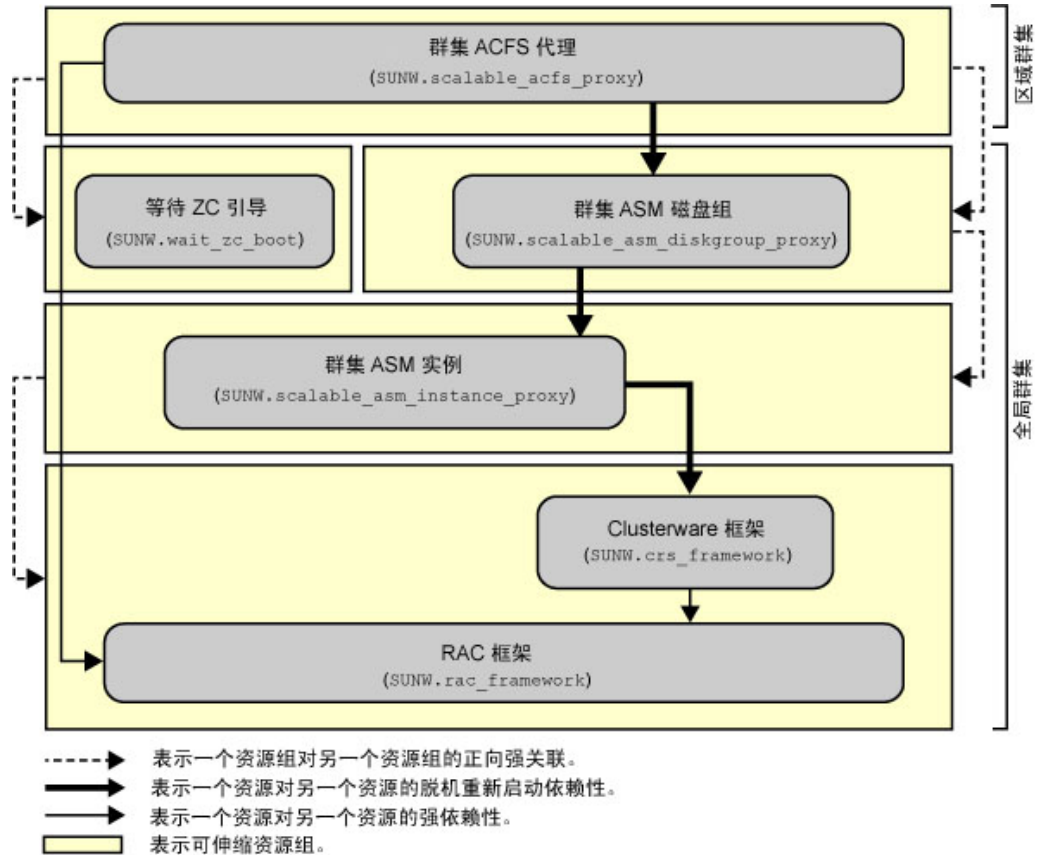 群集 ACFS 代理
(SUNW.scalable_acfs_proxy)
区域群集
等待 ZC 引导
(SUNW.wait_zc_boot)
群集 ASM 磁盘组
(SUNW.scalable_asm_diskgroup_proxy)
群集 ASM 实例
(SUNW.scalable_asm_instance_proxy)
全局群集
Clusterware 框架
(SUNW.crs_framework)
RAC 框架
(SUNW.rac_framework)
表示一个资源组对另一个资源组的正向强关联。
表示一个资源对另一个资源的脱机重新启动依赖性。
表示一个资源对另一个资源的强依赖性。
表示可伸缩资源组。